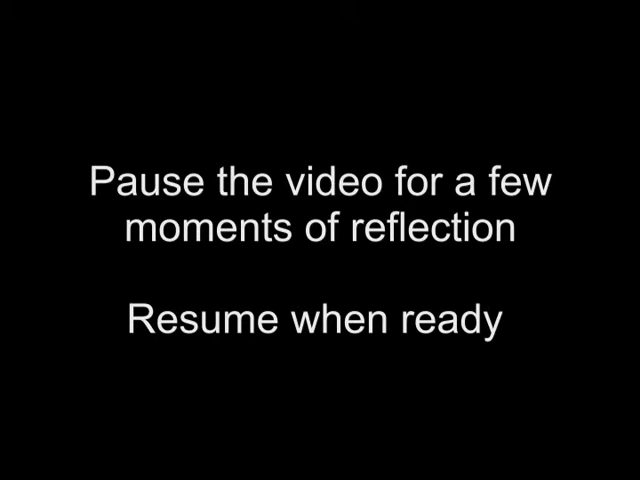 Pause the video for a few
moments of reflection
Resume when ready